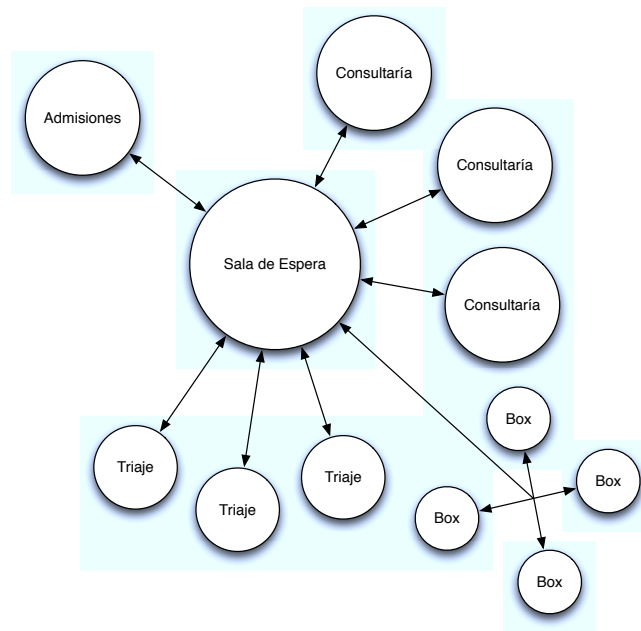 Consultaría
Admisiones
Consultaría
Sala de Espera
Consultaría
Box
Triaje
Triaje
Box
Triaje
Box
Box